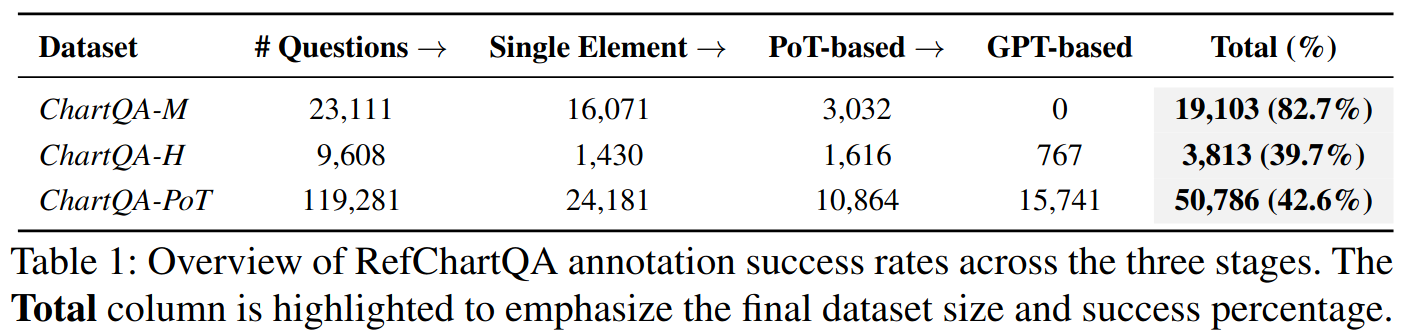 Dataset # Questions → Single Element → PoT-based → GPT-based Total (%)
ChartQA-M 23,111 16,071 3,032 0 19,103 (82.7%)
ChartQA-H 9,608 1,430 1,616 767 3,813 (39.7%)
ChartQA-PoT 119,281 24,181 10,864 15,741 50,786 (42.6%)
Table 1: Overview of RefChartQA annotation success rates across the three stages. The
Total column is highlighted to emphasize the final dataset size and success percentage.